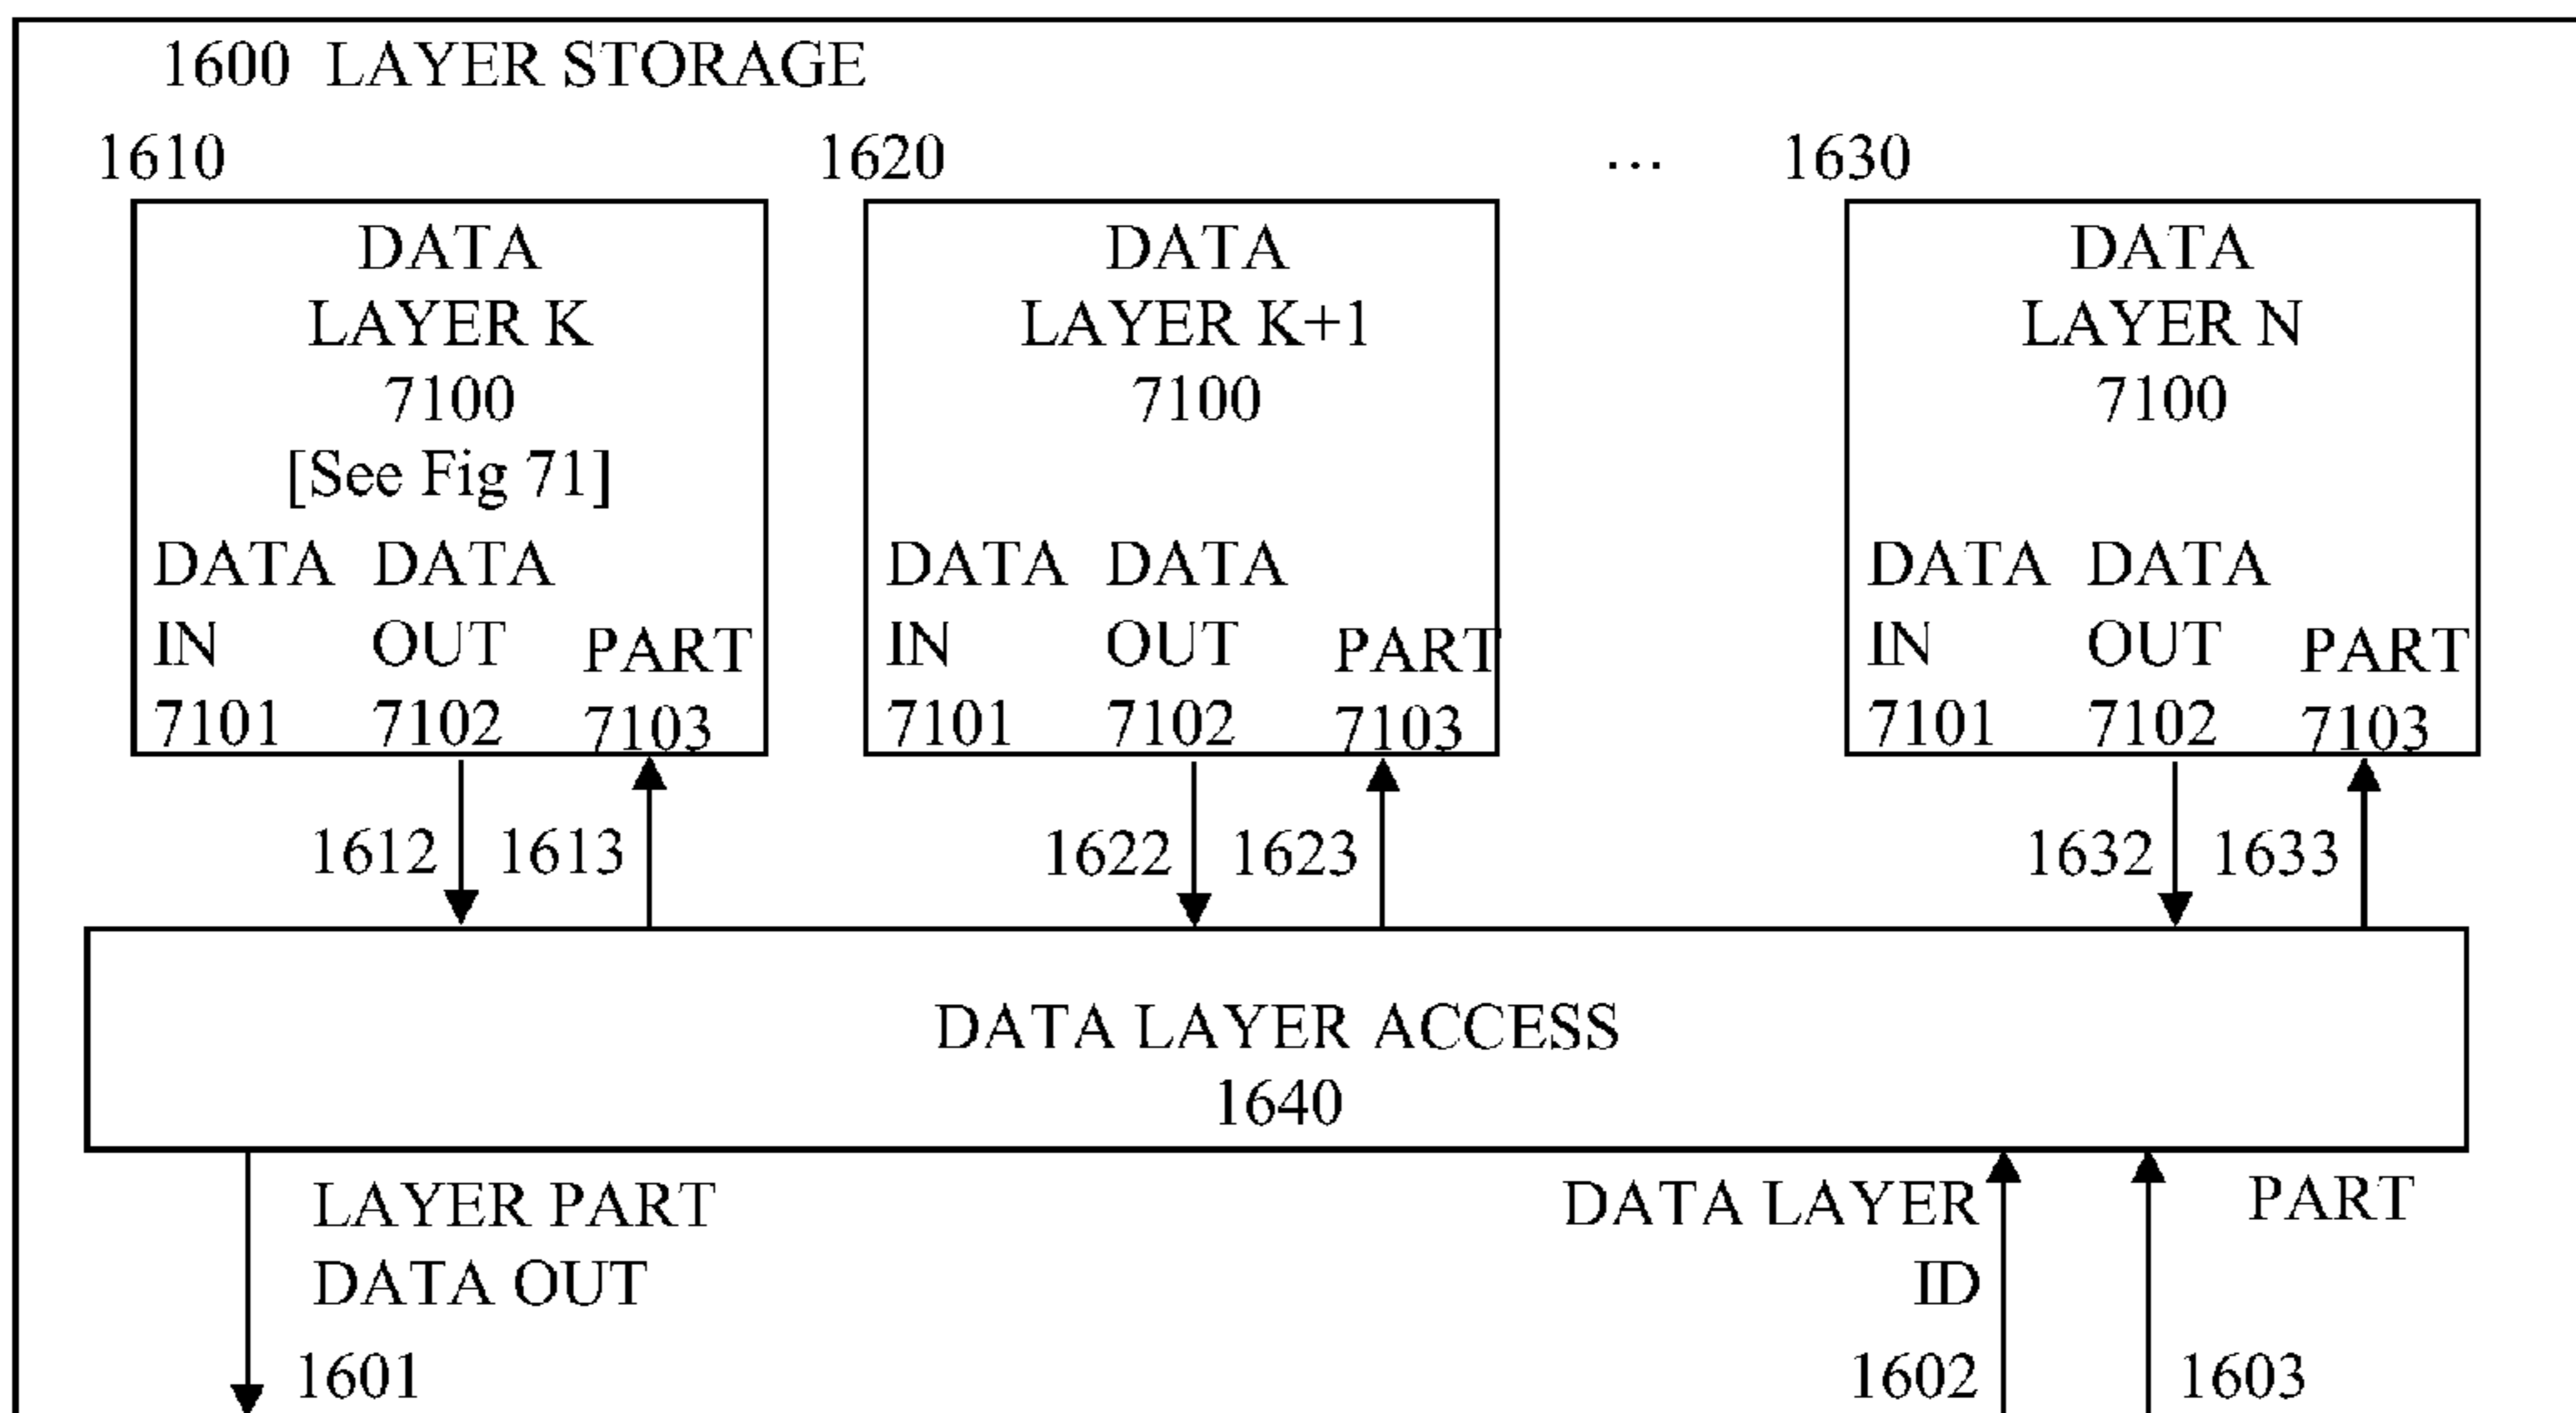 1600 LAYER STORAGE
1610
1620
...
1630
DATA
LAYER K
7100
[See Fig 71]
DATA DATA
IN OUT PART
7101 7102 7103
DATA
LAYER K+1
7100
DATA DATA
IN OUT PART
7101 7102 7103
DATA
LAYER N
7100
DATA DATA
IN OUT PART
7101 7102 7103
1612 1613
1622 1623
1632 1633
DATA LAYER ACCESS
1640
LAYER PART
DATA OUT
1601
DATA LAYER
ID
1602
PART
1603